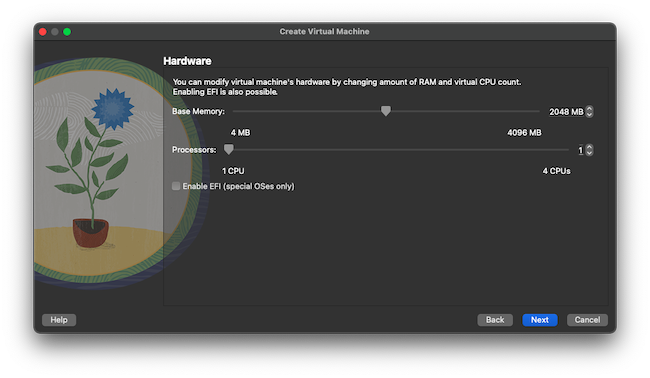 Create Virtual Machine
Hardware
You can modify virtual machine's hardware by changing amount of RAM and virtual CPU count.
Enabling EFI is also possible.
Base Memory: 2048 MB
4 MB 4096 MB
Processors: 1
1 CPU 4 CPUs
Enable EFI (special OSes only)
Help Back Next Cancel